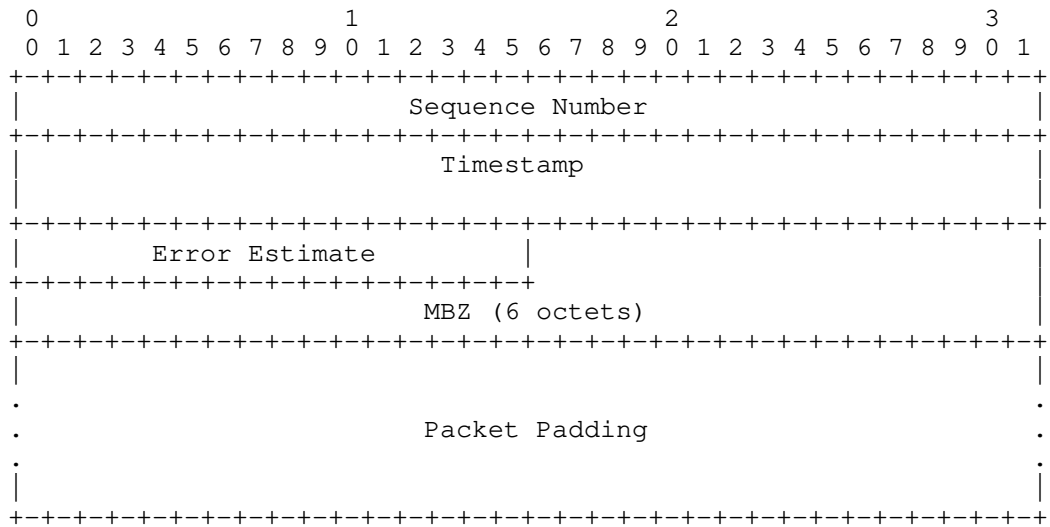 0                   1                   2                   3
 0 1 2 3 4 5 6 7 8 9 0 1 2 3 4 5 6 7 8 9 0 1 2 3 4 5 6 7 8 9 0 1
+-+-+-+-+-+-+-+-+-+-+-+-+-+-+-+-+-+-+-+-+-+-+-+-+-+-+-+-+-+-+-+-+
|                        Sequence Number                        |
+-+-+-+-+-+-+-+-+-+-+-+-+-+-+-+-+-+-+-+-+-+-+-+-+-+-+-+-+-+-+-+-+
|                          Timestamp                            |
|                                                               |
+-+-+-+-+-+-+-+-+-+-+-+-+-+-+-+-+-+-+-+-+-+-+-+-+-+-+-+-+-+-+-+-+
|        Error Estimate         |                               |
+-+-+-+-+-+-+-+-+-+-+-+-+-+-+-+-+                               |
|                         MBZ (6 octets)                        |
+-+-+-+-+-+-+-+-+-+-+-+-+-+-+-+-+-+-+-+-+-+-+-+-+-+-+-+-+-+-+-+-+
|                                                               |
.                                                               .
.                         Packet Padding                        .
.                                                               .
|                                                               |
+-+-+-+-+-+-+-+-+-+-+-+-+-+-+-+-+-+-+-+-+-+-+-+-+-+-+-+-+-+-+-+-+